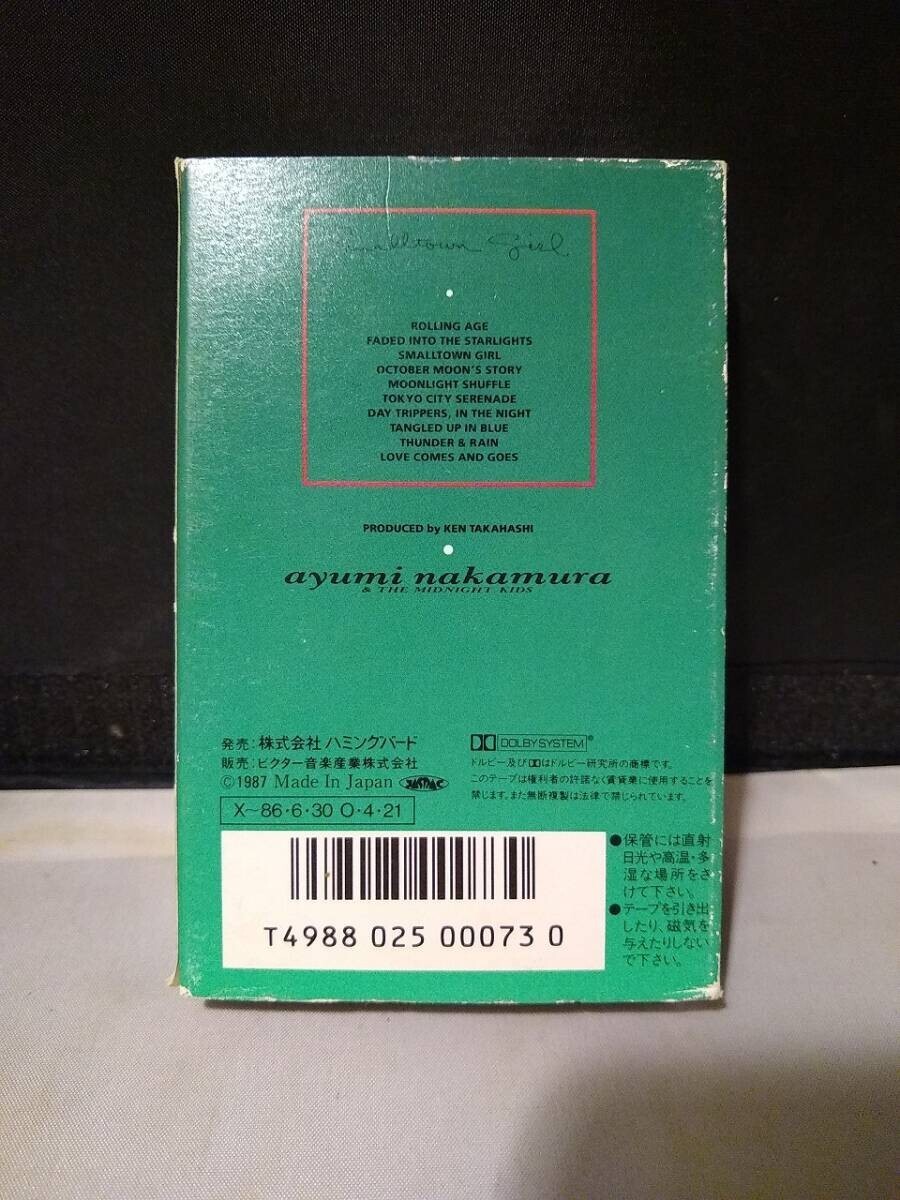 Smalltown Girl
ROLLING AGE
FADED INTO THE STARLIGHTS
SMALLTOWN GIRL
OCTOBER MOON'S STORY
MOONLIGHT SHUFFLE
TOKYO CITY SERENADE
DAY TRIPPERS, IN THE NIGHT
TANGLED UP IN BLUE
THUNDER & RAIN
LOVE COMES AND GOES
PRODUCED by KEN TAKAHASHI
ayumi nakamura
& THE MIDNIGHT KIDS
発売:株式会社 ハミングバード
販売:ビクター音楽産業株式会社
©1987 Made In Japan JASRAC
X〜86·6·30 O·4·21
DOLBY SYSTEM®
ドルビー及びはドルビー研究所の商標です。
このテープは権利者の許諾なく賃貸業に使用することを
禁じます。また無断複製は法律で禁じられています。
T4988 025 00073 0
●保管には直射
日光や高温・多
湿な場所をさ
けて下さい。
●テープを引き出
したり、磁気を
与えたりしない
で下さい。